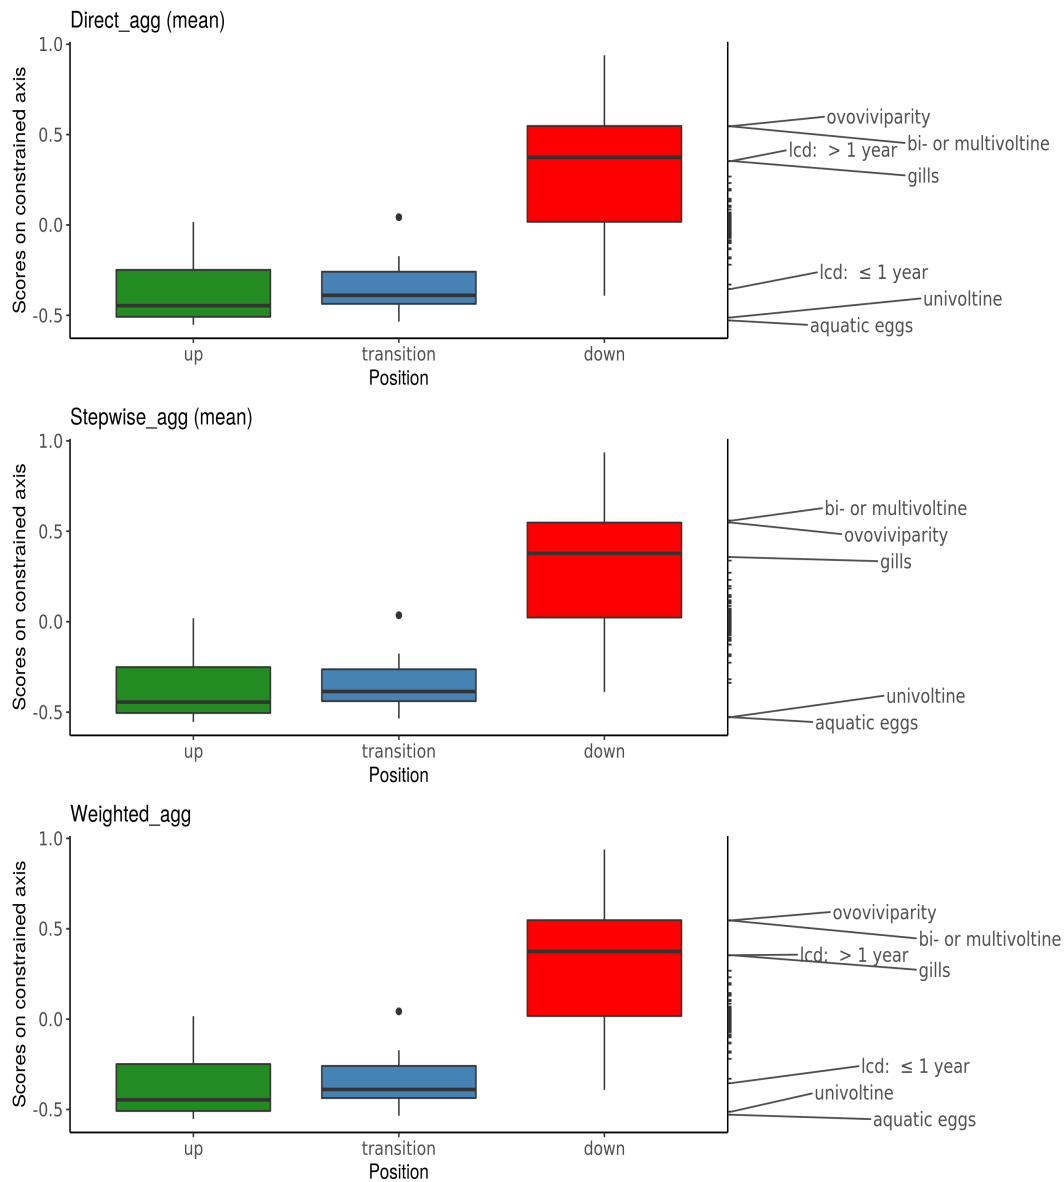 Direct_agg (mean)
Scores on constrained axis
1.0
0.5
0.0
-0.5
up
transition
down
Position
ovoviviparity
bi- or multivoltine
lcd:  > 1 year
gills
lcd:  ≤ 1 year
univoltine
aquatic eggs
Stepwise_agg (mean)
Scores on constrained axis
1.0
0.5
0.0
-0.5
up
transition
down
Position
bi- or multivoltine
ovoviviparity
gills
univoltine
aquatic eggs
Weighted_agg
Scores on constrained axis
1.0
0.5
0.0
-0.5
up
transition
down
Position
ovoviviparity
bi- or multivoltine
lcd:  > 1 year
gills
lcd:  ≤ 1 year
univoltine
aquatic eggs